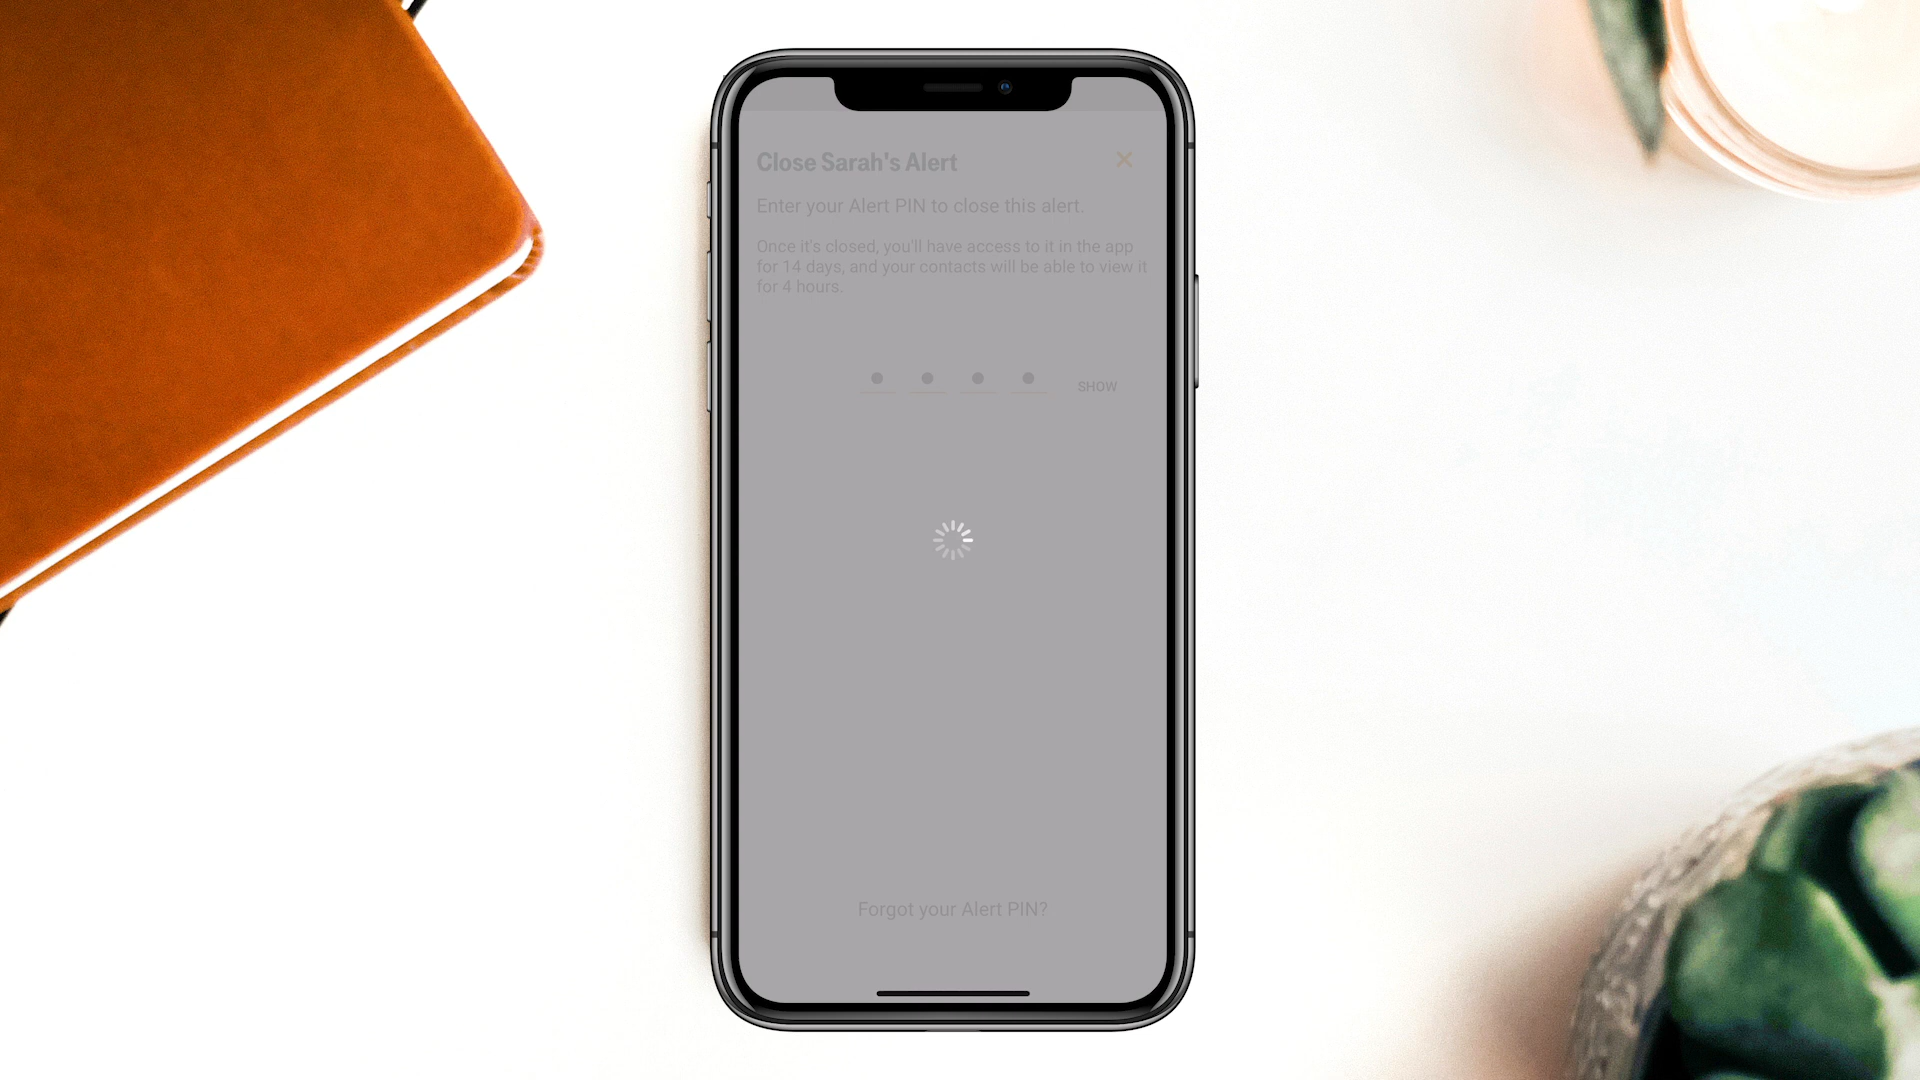 Close Sarah's Alert
Enter your Alert PIN to close this alert.
Once it's closed, you'll have access to it in the app
for 14 days, and your contacts will be able to view it
for 4 hours.
SHOW
Forgot your Alert PIN?